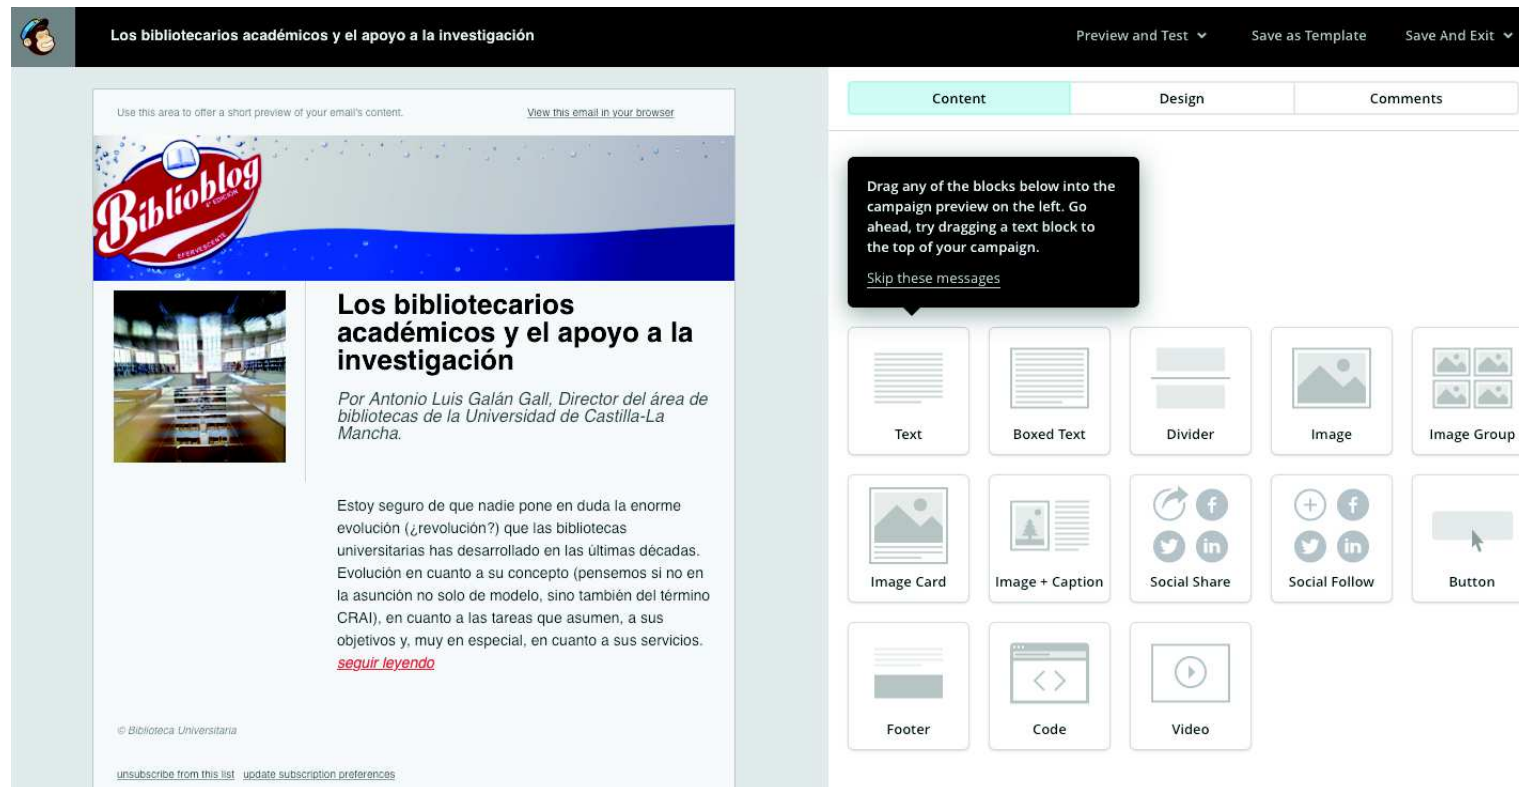 Los bibliotecarios académicos y el apoyo a la investigación
Preview and Test
Save as Template
Save And Exit
Use this area to offer a short preview of your email's content.
View this email in your browser
Biblioblog
4ª EDICIÓN
EFERVESCENTE
Los bibliotecarios
académicos y el apoyo a la
investigación
Por Antonio Luis Galán Gall, Director del área de
bibliotecas de la Universidad de Castilla-La
Mancha.
Estoy seguro de que nadie pone en duda la enorme
evolución (¿revolución?) que las bibliotecas
universitarias has desarrollado en las últimas décadas.
Evolución en cuanto a su concepto (pensemos si no en
la asunción no solo de modelo, sino también del término
CRAI), en cuanto a las tareas que asumen, a sus
objetivos y, muy en especial, en cuanto a sus servicios.
seguir leyendo
© Biblioteca Universitaria
unsubscribe from this list update subscription preferences
Content
Design
Comments
Drag any of the blocks below into the
campaign preview on the left. Go
ahead, try dragging a text block to
the top of your campaign.
Skip these messages
Text
Boxed Text
Divider
Image
Image Group
Image Card
Image + Caption
Social Share
Social Follow
Button
Footer
Code
Video